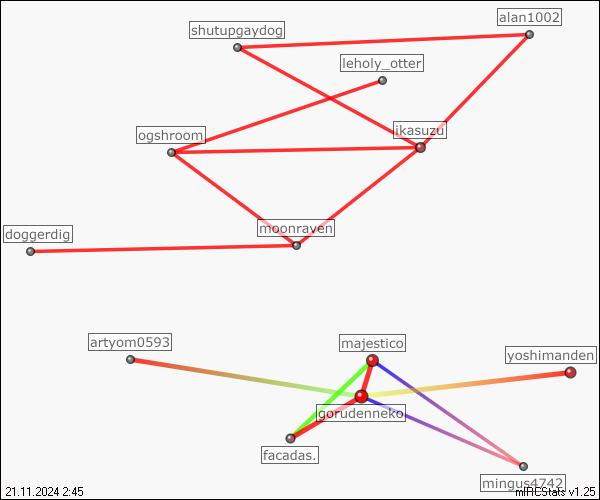 alan1002
shutupgaydog
leholy_otter
ikasuzu
ogshroom
moonraven
doggerdig
artyom0593
majestico
yoshimanden
gorudenneko
facadas.
mingus4742
21.11.2024 2:45
mIRCStats v1.25